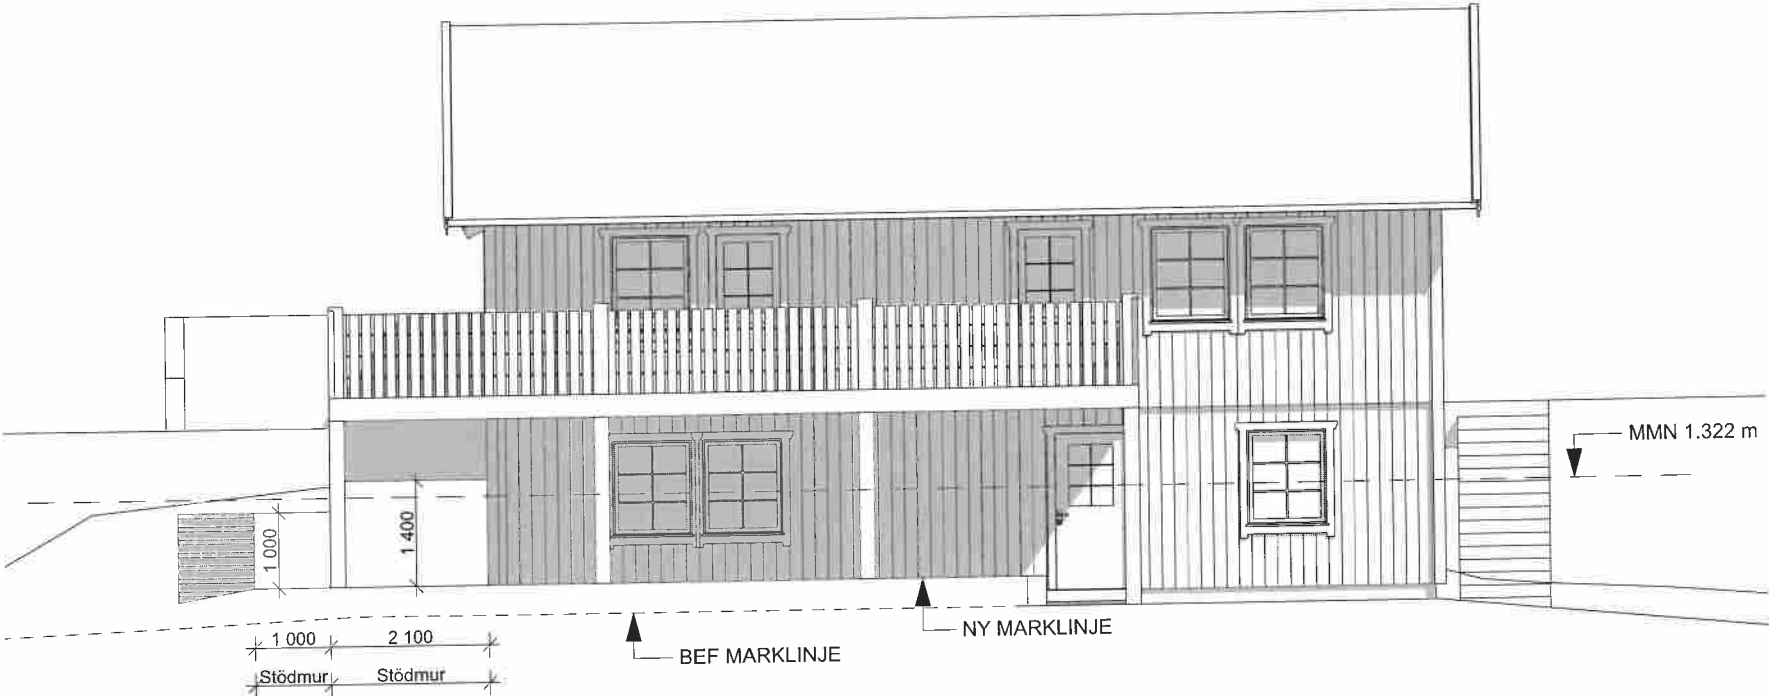 MMN 1.322 m
1 000
1 400
NY MARKLINJE
1 000
2 100
BEF MARKLINJE
Stödmur
Stödmur